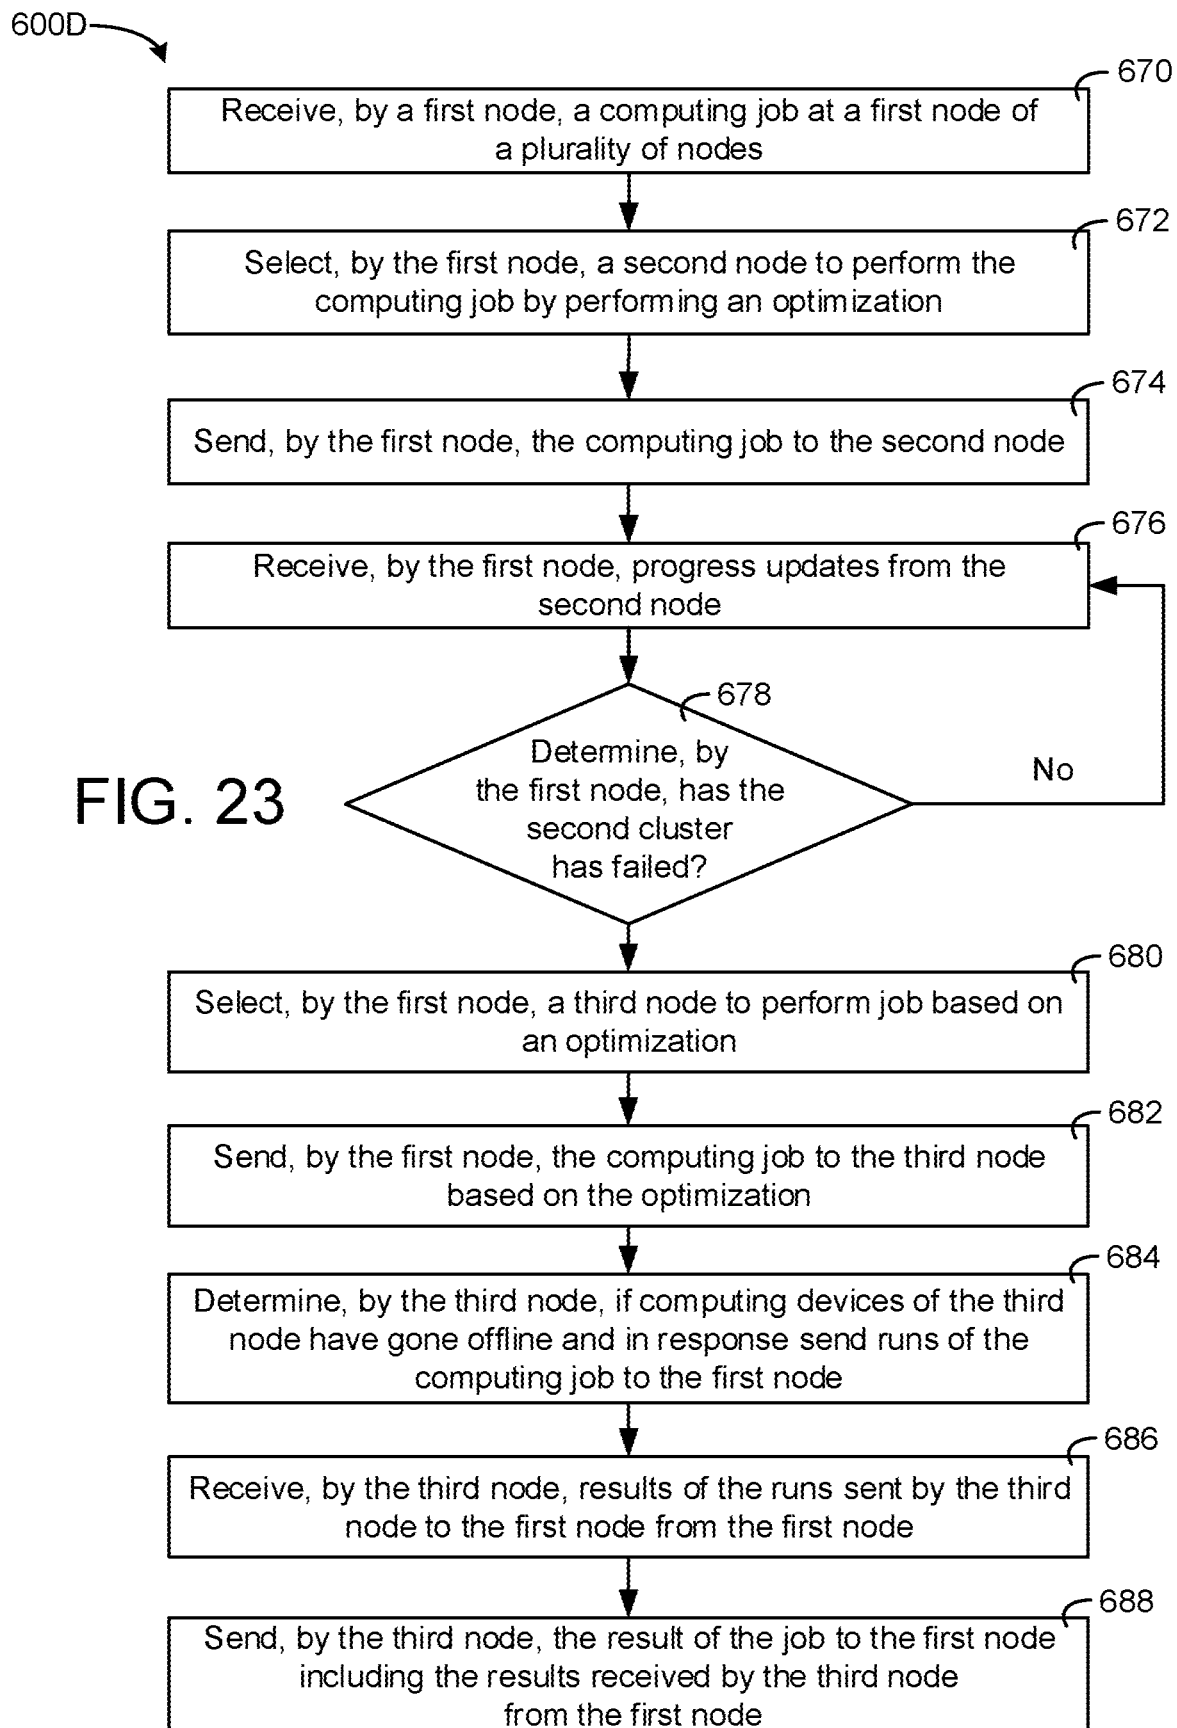 600D
670
Receive, by a first node, a computing job at a first node of
a plurality of nodes
672
Select, by the first node, a second node to perform the
computing job by performing an optimization
674
Send, by the first node, the computing job to the second node
676
Receive, by the first node, progress updates from the
second node
678
Determine, by
the first node, has the
second cluster
has failed?
No
FIG. 23
680
Select, by the first node, a third node to perform job based on
an optimization
682
Send, by the first node, the computing job to the third node
based on the optimization
684
Determine, by the third node, if computing devices of the third
node have gone offline and in response send runs of the
computing job to the first node
686
Receive, by the third node, results of the runs sent by the third
node to the first node from the first node
688
Send, by the third node, the result of the job to the first node
including the results received by the third node
from the first node